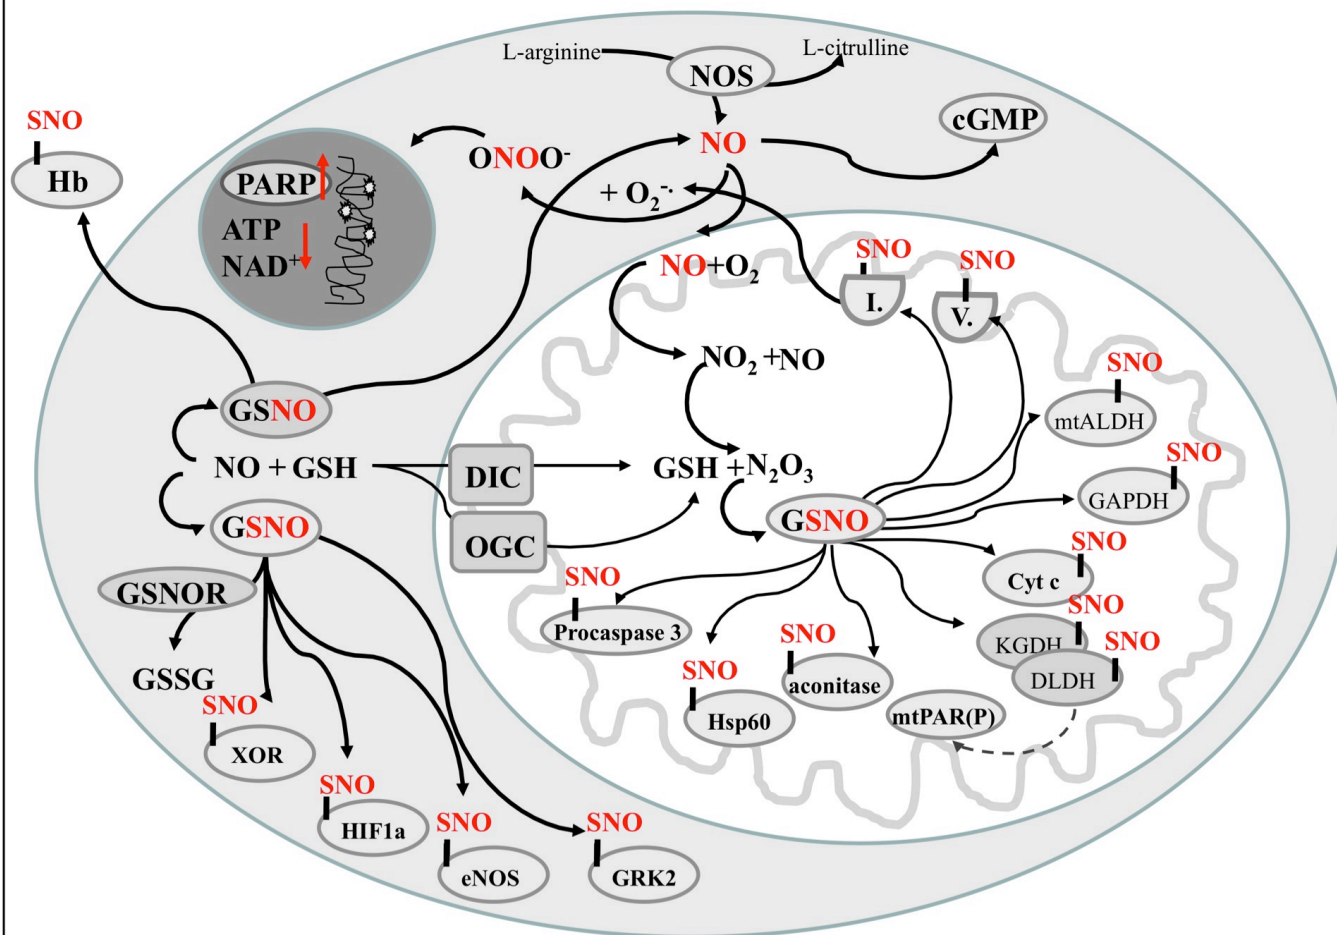 L-arginine
L-citrulline
NOS
SNO
Hb
cGMP
NO
ONOO⁻
PARP
ATP
NAD⁺
+ O₂⁻·
NO+O₂
SNO
I.
SNO
V.
NO₂ +NO
SNO
mtALDH
GSNO
NO + GSH
DIC
GSH + N₂O₃
SNO
GAPDH
GSNO
GSNO
OGC
SNO
Cyt c
GSNOR
SNO
Procaspase 3
SNO
KGDH
SNO
DLDH
SNO
aconitase
GSSG
SNO
Hsp60
mtPAR(P)
SNO
XOR
SNO
HIF1a
SNO
eNOS
SNO
GRK2